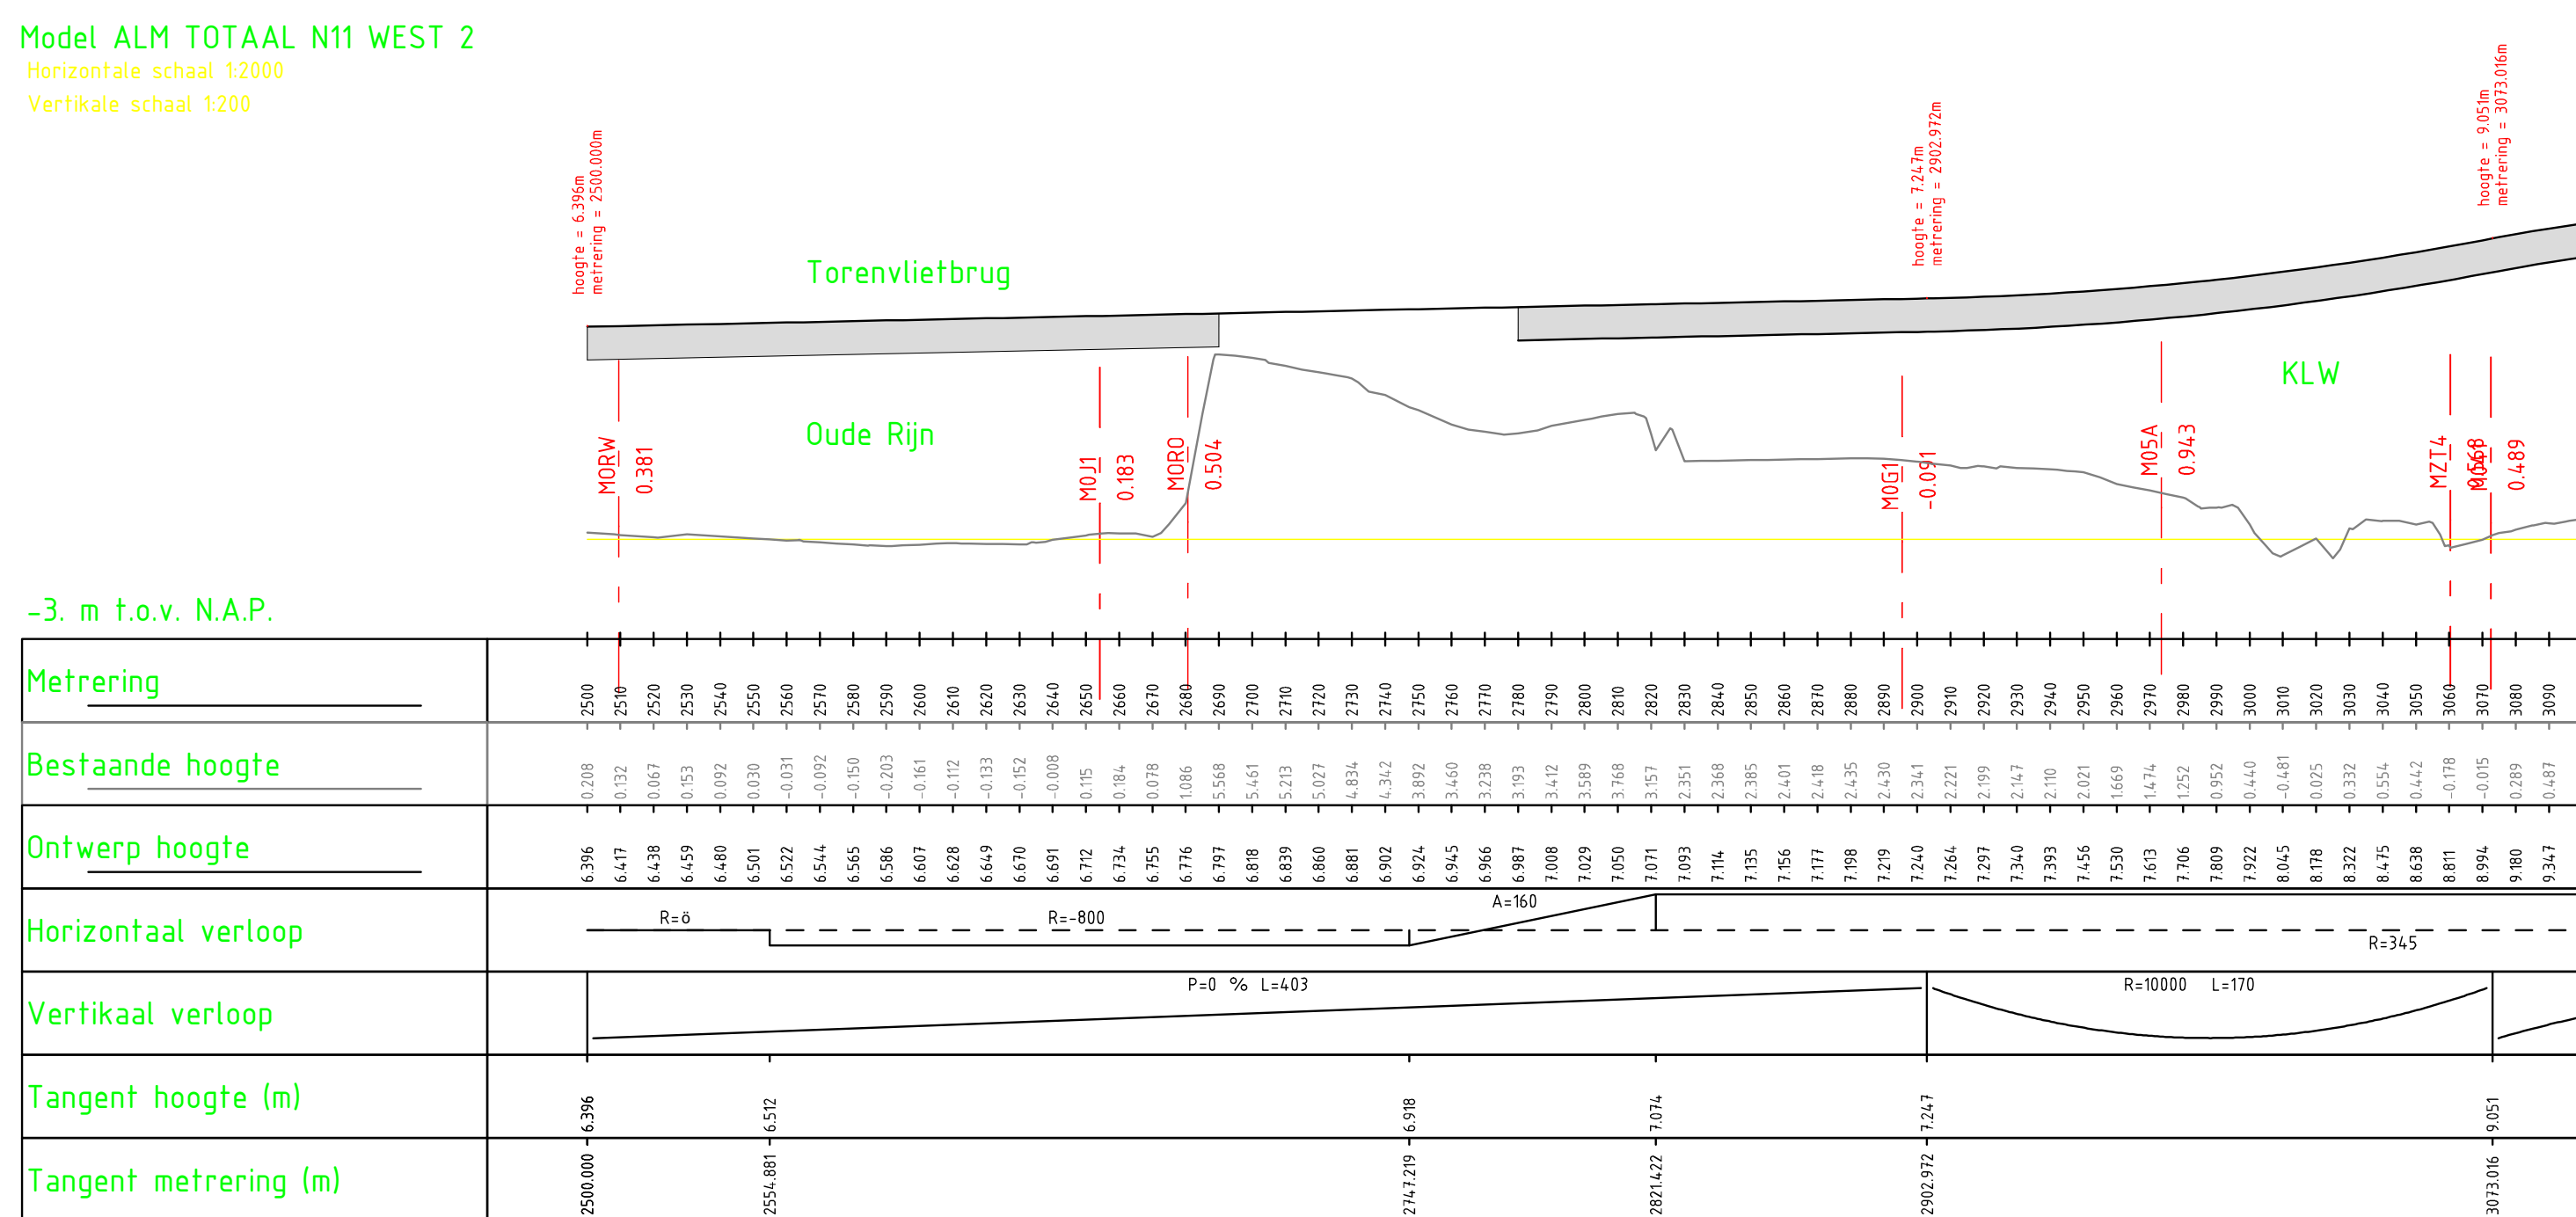 Model ALM TOTAAL N11 WEST 2
Horizontale schaal 1:2000
Vertikale schaal 1:200
hoogte = 6.396m
metrering = 2500.000m
hoogte = 7.247m
metrering = 2902.972m
hoogte = 9.051m
metrering = 3073.016m
Torenvlietbrug
KLW
Oude Rijn
M0RW 0.381
M0J1 0.183
M0RO 0.504
M0G1 -0.091
M05A 0.943
MZT4
0.489
-3. m t.o.v. N.A.P.
Metrering 2500 2510 2520 2530 2540 2550 2560 2570 2580 2590 2600 2610 2620 2630 2640 2650 2660 2670 2680 2690 2700 2710 2720 2730 2740 2750 2760 2770 2780 2790 2800 2810 2820 2830 2840 2850 2860 2870 2880 2890 2900 2910 2920 2930 2940 2950 2960 2970 2980 2990 3000 3010 3020 3030 3040 3050 3060 3070 3080 3090
Bestaande hoogte 0.208 0.132 0.067 0.153 0.092 0.030 -0.031 -0.092 -0.150 -0.203 -0.161 -0.112 -0.133 -0.152 -0.008 0.115 0.184 0.078 1.086 5.568 5.461 5.213 5.027 4.834 4.342 3.892 3.460 3.238 3.193 3.412 3.589 3.768 3.157 2.351 2.368 2.385 2.401 2.418 2.435 2.430 2.341 2.221 2.199 2.147 2.110 2.021 1.669 1.474 1.252 0.952 0.440 -0.481 0.025 0.332 0.554 0.442 -0.178 -0.015 0.289 0.487
Ontwerp hoogte 6.396 6.417 6.438 6.459 6.480 6.501 6.522 6.544 6.565 6.586 6.607 6.628 6.649 6.670 6.691 6.712 6.734 6.755 6.776 6.797 6.818 6.839 6.860 6.881 6.902 6.924 6.945 6.966 6.987 7.008 7.029 7.050 7.071 7.093 7.114 7.135 7.156 7.177 7.198 7.219 7.240 7.264 7.297 7.340 7.393 7.456 7.530 7.613 7.706 7.809 7.922 8.045 8.178 8.322 8.475 8.638 8.811 8.994 9.180 9.347
Horizontaal verloop R=ö R=-800 A=160 R=345
Vertikaal verloop P=0 % L=403 R=10000 L=170
Tangent hoogte (m) 6.396 6.512 6.918 7.074 7.247 9.051
Tangent metrering (m) 2500.000 2554.881 2747.219 2821.422 2902.972 3073.016